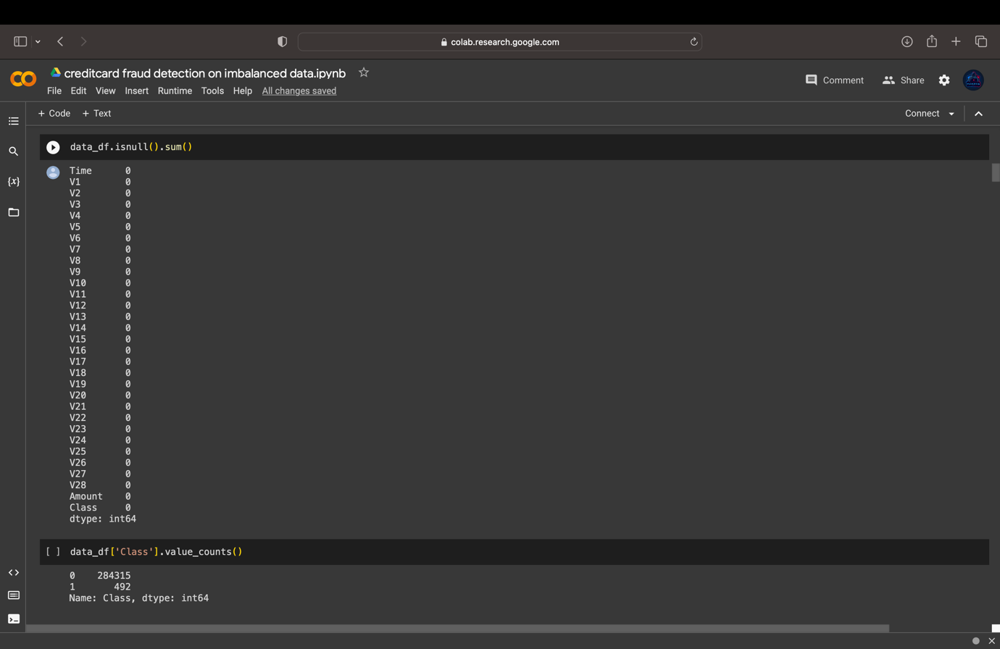 colab.research.google.com
creditcard fraud detection on imbalanced data.ipynb
Comment Share
File Edit View Insert Runtime Tools Help All changes saved
+ Code + Text Connect
data_df.isnull().sum()
Time 0
V1 0
V2 0
V3 0
V4 0
V5 0
V6 0
V7 0
V8 0
V9 0
V10 0
V11 0
V12 0
V13 0
V14 0
V15 0
V16 0
V17 0
V18 0
V19 0
V20 0
V21 0
V22 0
V23 0
V24 0
V25 0
V26 0
V27 0
V28 0
Amount 0
Class 0
dtype: int64
[ ] data_df['Class'].value_counts()
0 284315
1 492
Name: Class, dtype: int64